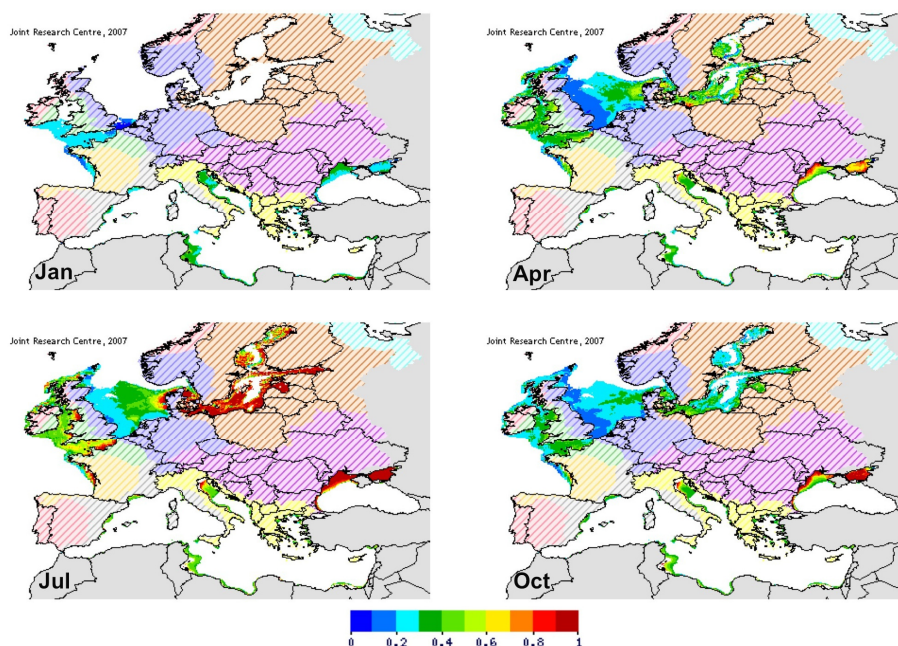 Joint Research Centre, 2007
Jan
Joint Research Centre, 2007
Apr
Joint Research Centre, 2007
Jul
Joint Research Centre, 2007
Oct
0 0.2 0.4 0.6 0.8 1